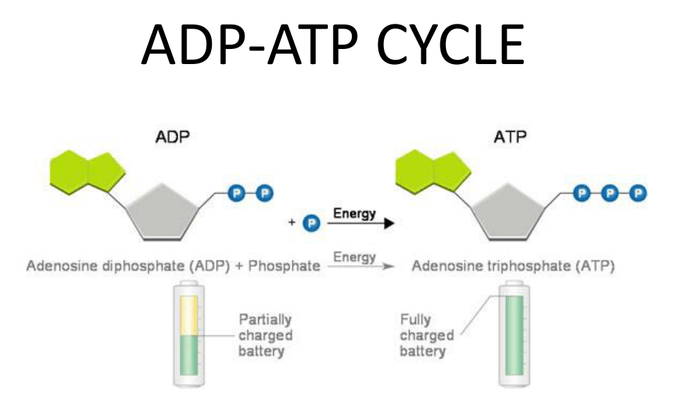 ADP-ATP CYCLE
ADP
ATP
P P
P P P
+ P Energy
Adenosine diphosphate (ADP) + Phosphate Energy Adenosine triphosphate (ATP)
Partially
charged
battery
Fully
charged
battery